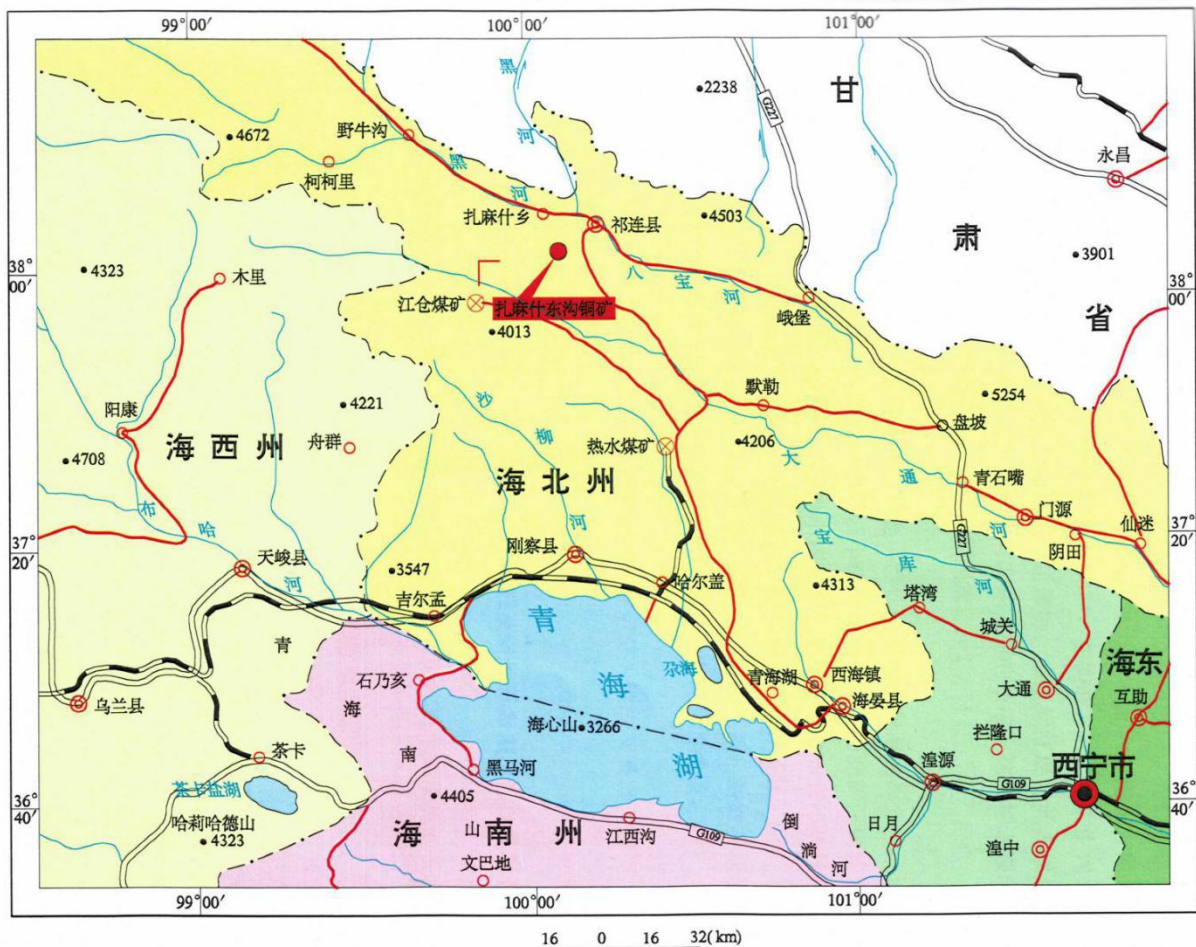 99°00′
100°00′
101°00′
甘
肃
省
黑
河
2238
G227
4672
野牛沟
永昌
柯柯里
黑
河
扎麻什乡
祁连县
4503
3901
38°
00′
4323
木里
八
宝
河
38°
00′
江仓煤矿
扎麻什东沟铜矿
峨堡
4013
默勒
5254
阳康
4221
沙
柳
河
盘坡
海西州
舟群
热水煤矿
4206
4708
海北州
大
通
河
青石嘴
布
哈
河
门源
仙迷
37°
20′
刚察县
宝
库
河
G227
阴田
37°
20′
天峻县
3547
哈尔盖
4313
吉尔孟
塔湾
青
海
湖
城关
青
海
南
山
石乃亥
尕海
青海湖
西海镇
大通
海东
互助
乌兰县
海心山
3266
海晏县
拦隆口
茶卡
黑马河
湟源
G109
西宁市
36°
40′
茶卡盐湖
4405
36°
40′
哈莉哈德山
4323
海南州
江西沟
G109
倒
淌
河
日月
湟中
文巴地
99°00′
100°00′
101°00′
16 0 16 32(km)